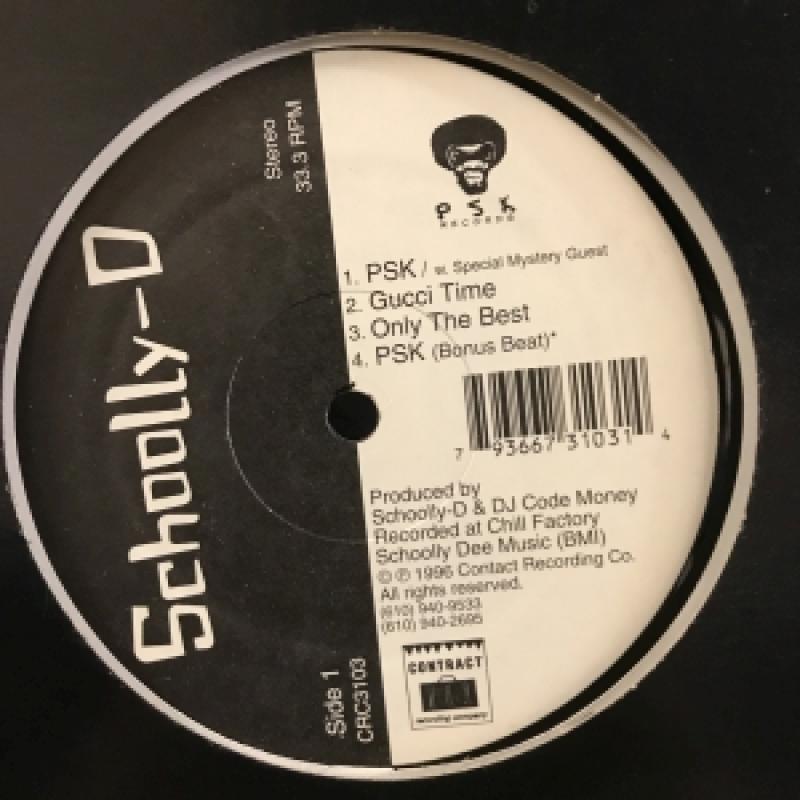 Schoolly-D
Stereo
33.3 RPM
PSK
RECORDS
1. PSK / w. Special Mystery Guest
2. Gucci Time
3. Only The Best
4. PSK (Bonus Beat)*
7 93667 31031 4
Produced by
Schoolly-D & DJ Code Money
Recorded at Chill Factory
Schoolly Dee Music (BMI)
© ℗ 1996 Contact Recording Co.
All rights reserved.
(610) 940-9533
(610) 940-2695
Side 1
CRC3103
CONTRACT